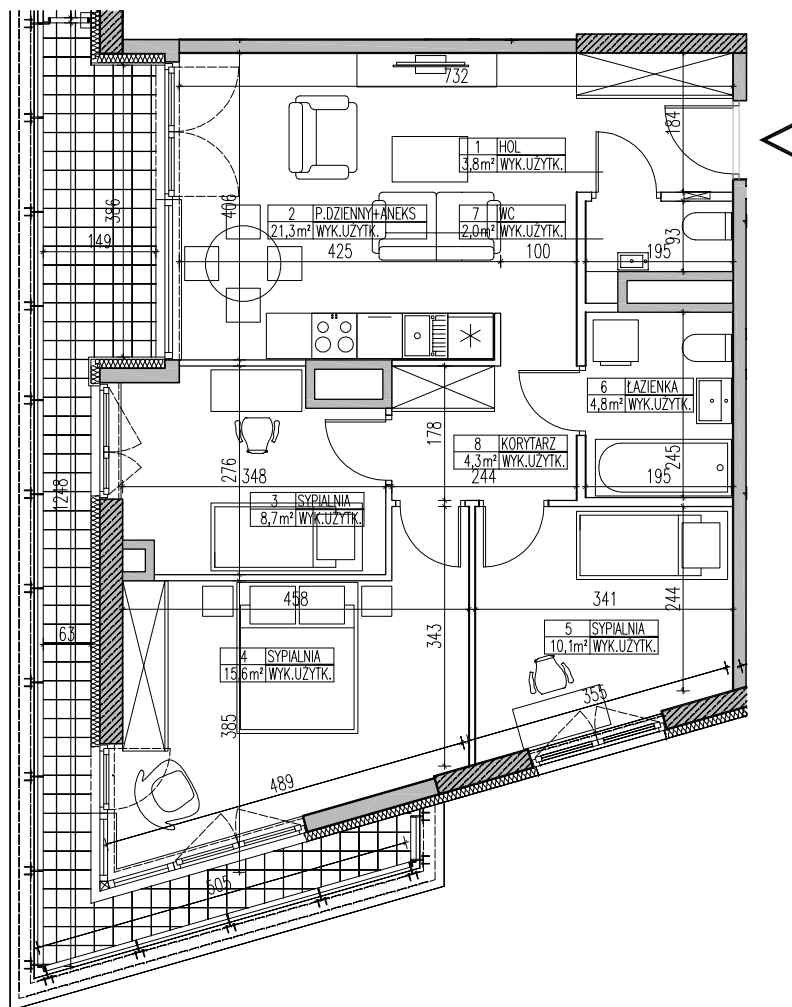 732
184
1 HOL
3,8m² WYK.UŻYTK.
386
406
149
2 P.DZIENNY+ANEKS
21,3m² WYK.UŻYTK.
7 WC
2,0m² WYK.UŻYTK.
93
425
100
195
6 ŁAZIENKA
4,8m² WYK.UŻYTK.
178
8 KORYTARZ
4,3m² WYK.UŻYTK.
245
276
348
244
195
1248
3 SYPIALNIA
8,7m² WYK.UŻYTK.
458
341
244
63
343
5 SYPIALNIA
10,1m² WYK.UŻYTK.
4 SYPIALNIA
15,6m² WYK.UŻYTK.
355
385
489
505